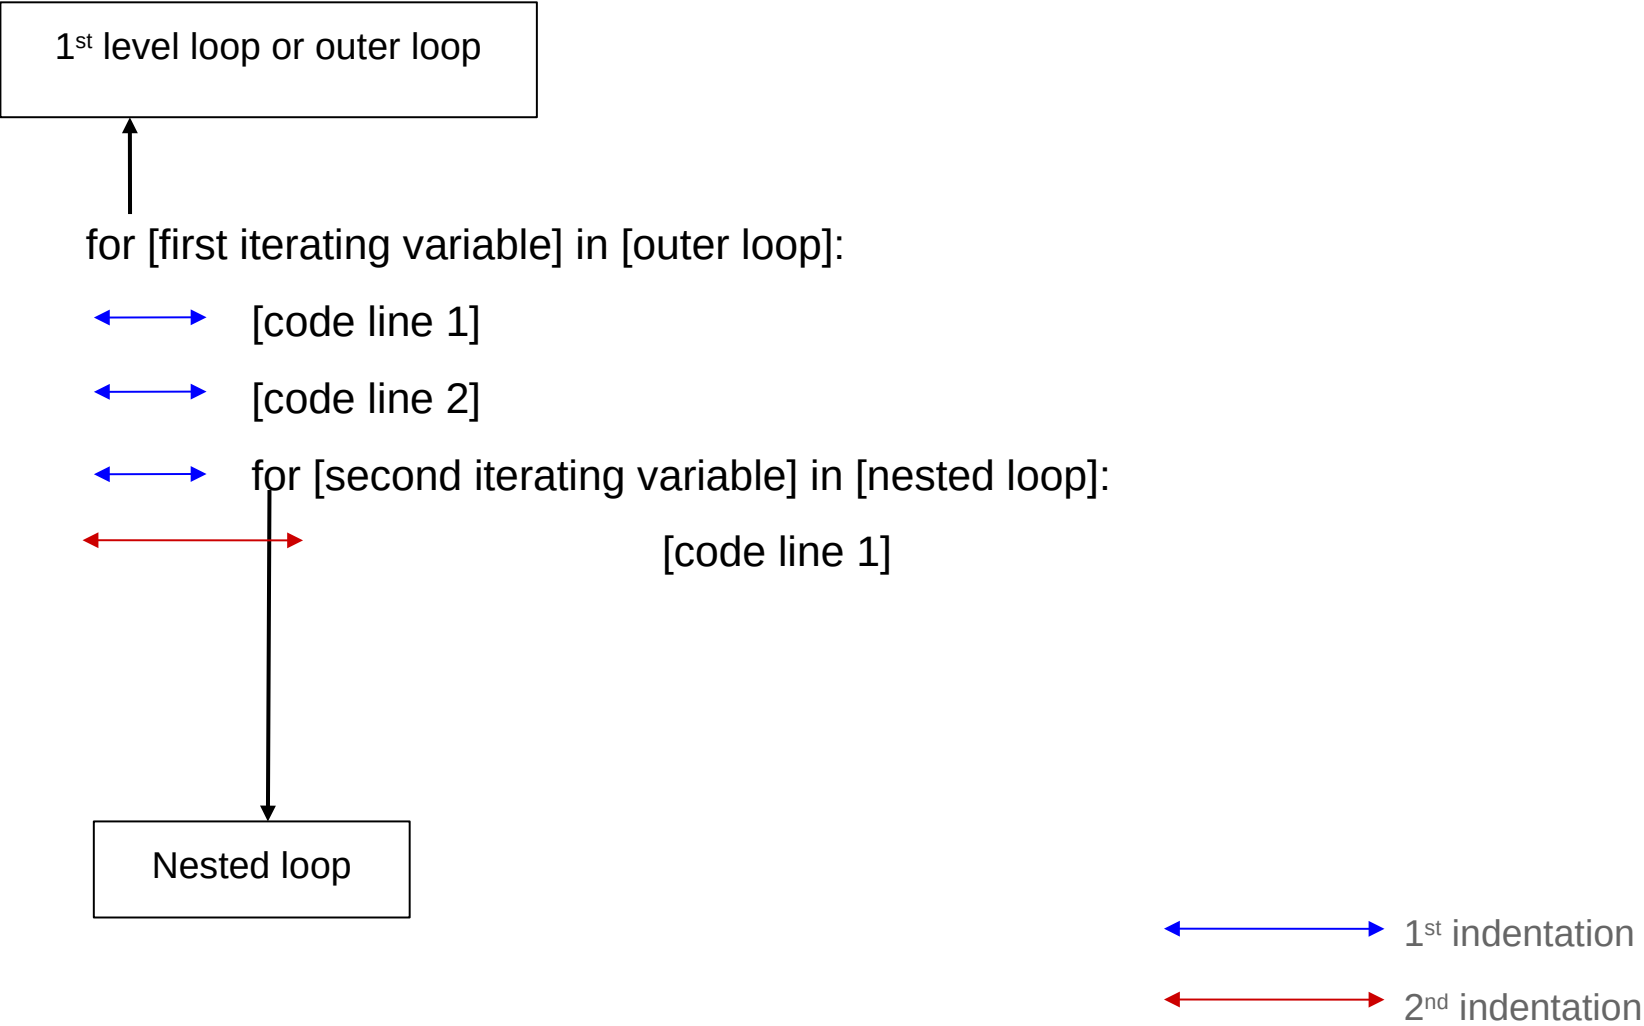 1st level loop or outer loop
for [first iterating variable] in [outer loop]:
[code line 1]
[code line 2]
for [second iterating variable] in [nested loop]:
[code line 1]
Nested loop
1st indentation
2nd indentation